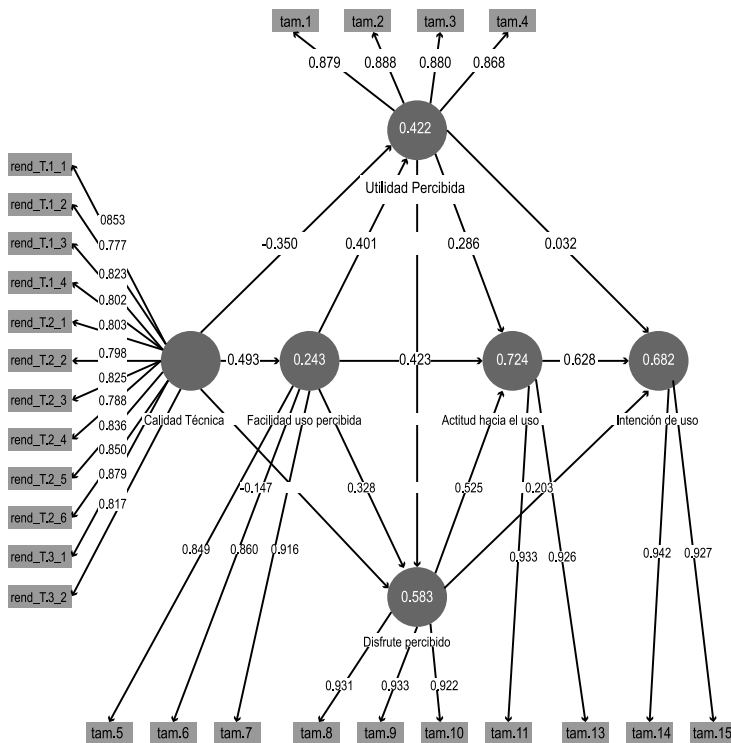 tam.1
tam.2
tam.3
tam.4
0.879
0.888
0.880
0.868
0.422
Utilidad Percibida
rend_T.1_1
rend_T.1_2
rend_T.1_3
rend_T.1_4
rend_T.2_1
rend_T.2_2
rend_T.2_3
rend_T.2_4
rend_T.2_5
rend_T.2_6
rend_T.3_1
rend_T.3_2
0853
0.777
0.823
0.802
0.803
0.798
0.825
0.788
0.836
0.850
0.879
0.817
-0.350
0.401
0.286
0.032
0.493
0.243
0.423
0.724
0.628
0.682
Calidad Técnica
Facilidad uso percibida
Actitud hacia el uso
Intención de uso
-0.147
0.328
0.525
0.203
0.849
0.860
0.916
0.933
0.926
0.942
0.927
0.583
Disfrute percibido
0.931
0.933
0.922
tam.5
tam.6
tam.7
tam.8
tam.9
tam.10
tam.11
tam.13
tam.14
tam.15